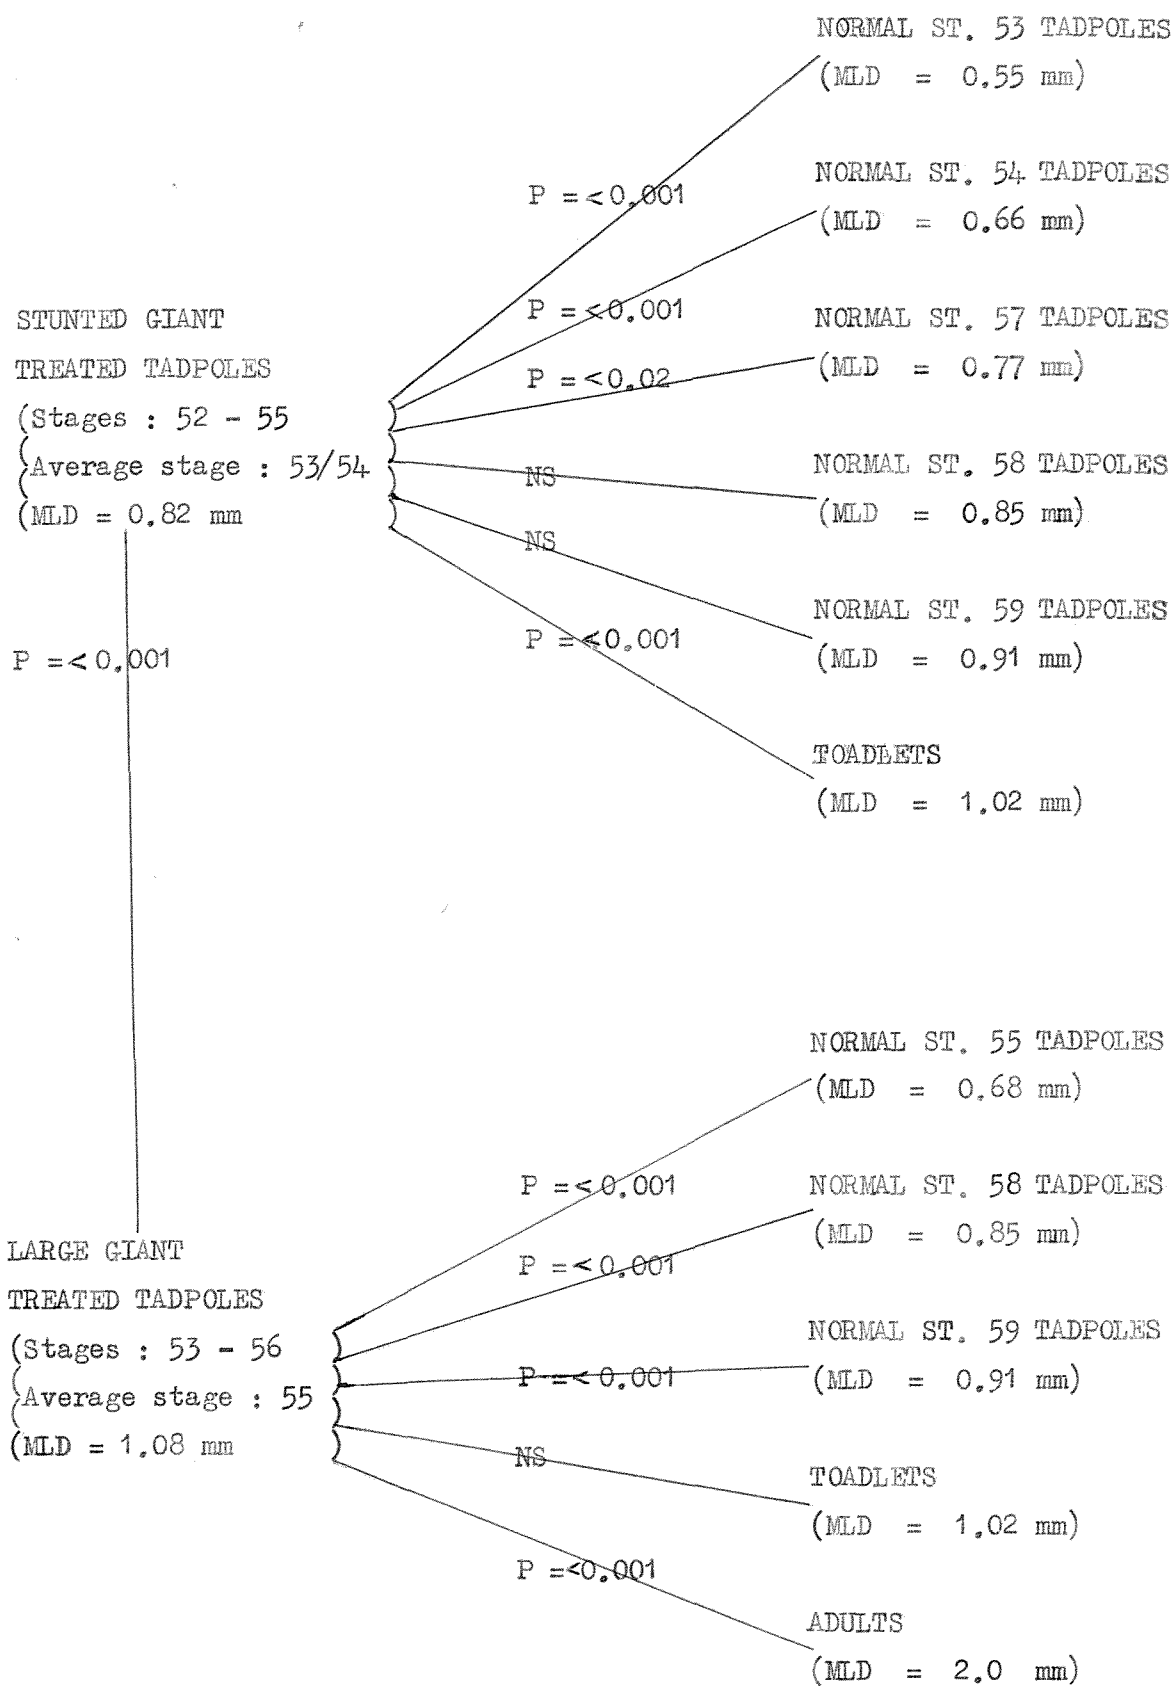 NORMAL ST. 53 TADPOLES
(MLD = 0.55 mm)
P =<0.001
NORMAL ST. 54 TADPOLES
(MLD = 0.66 mm)
P =<0.001
NORMAL ST. 57 TADPOLES
(MLD = 0.77 mm)
P =<0.02
STUNTED GIANT
TREATED TADPOLES
(Stages : 52 - 55
(Average stage : 53/54
(MLD = 0.82 mm
NS
NORMAL ST. 58 TADPOLES
(MLD = 0.85 mm)
NS
NORMAL ST. 59 TADPOLES
(MLD = 0.91 mm)
P =<0.001
TOADLETS
(MLD = 1.02 mm)
P =<0.001
NORMAL ST. 55 TADPOLES
(MLD = 0.68 mm)
P =<0.001
NORMAL ST. 58 TADPOLES
(MLD = 0.85 mm)
P =<0.001
LARGE GIANT
TREATED TADPOLES
(Stages : 53 - 56
(Average stage : 55
(MLD = 1.08 mm
NORMAL ST. 59 TADPOLES
(MLD = 0.91 mm)
P =<0.001
NS
TOADLETS
(MLD = 1.02 mm)
P =<0.001
ADULTS
(MLD = 2.0 mm)